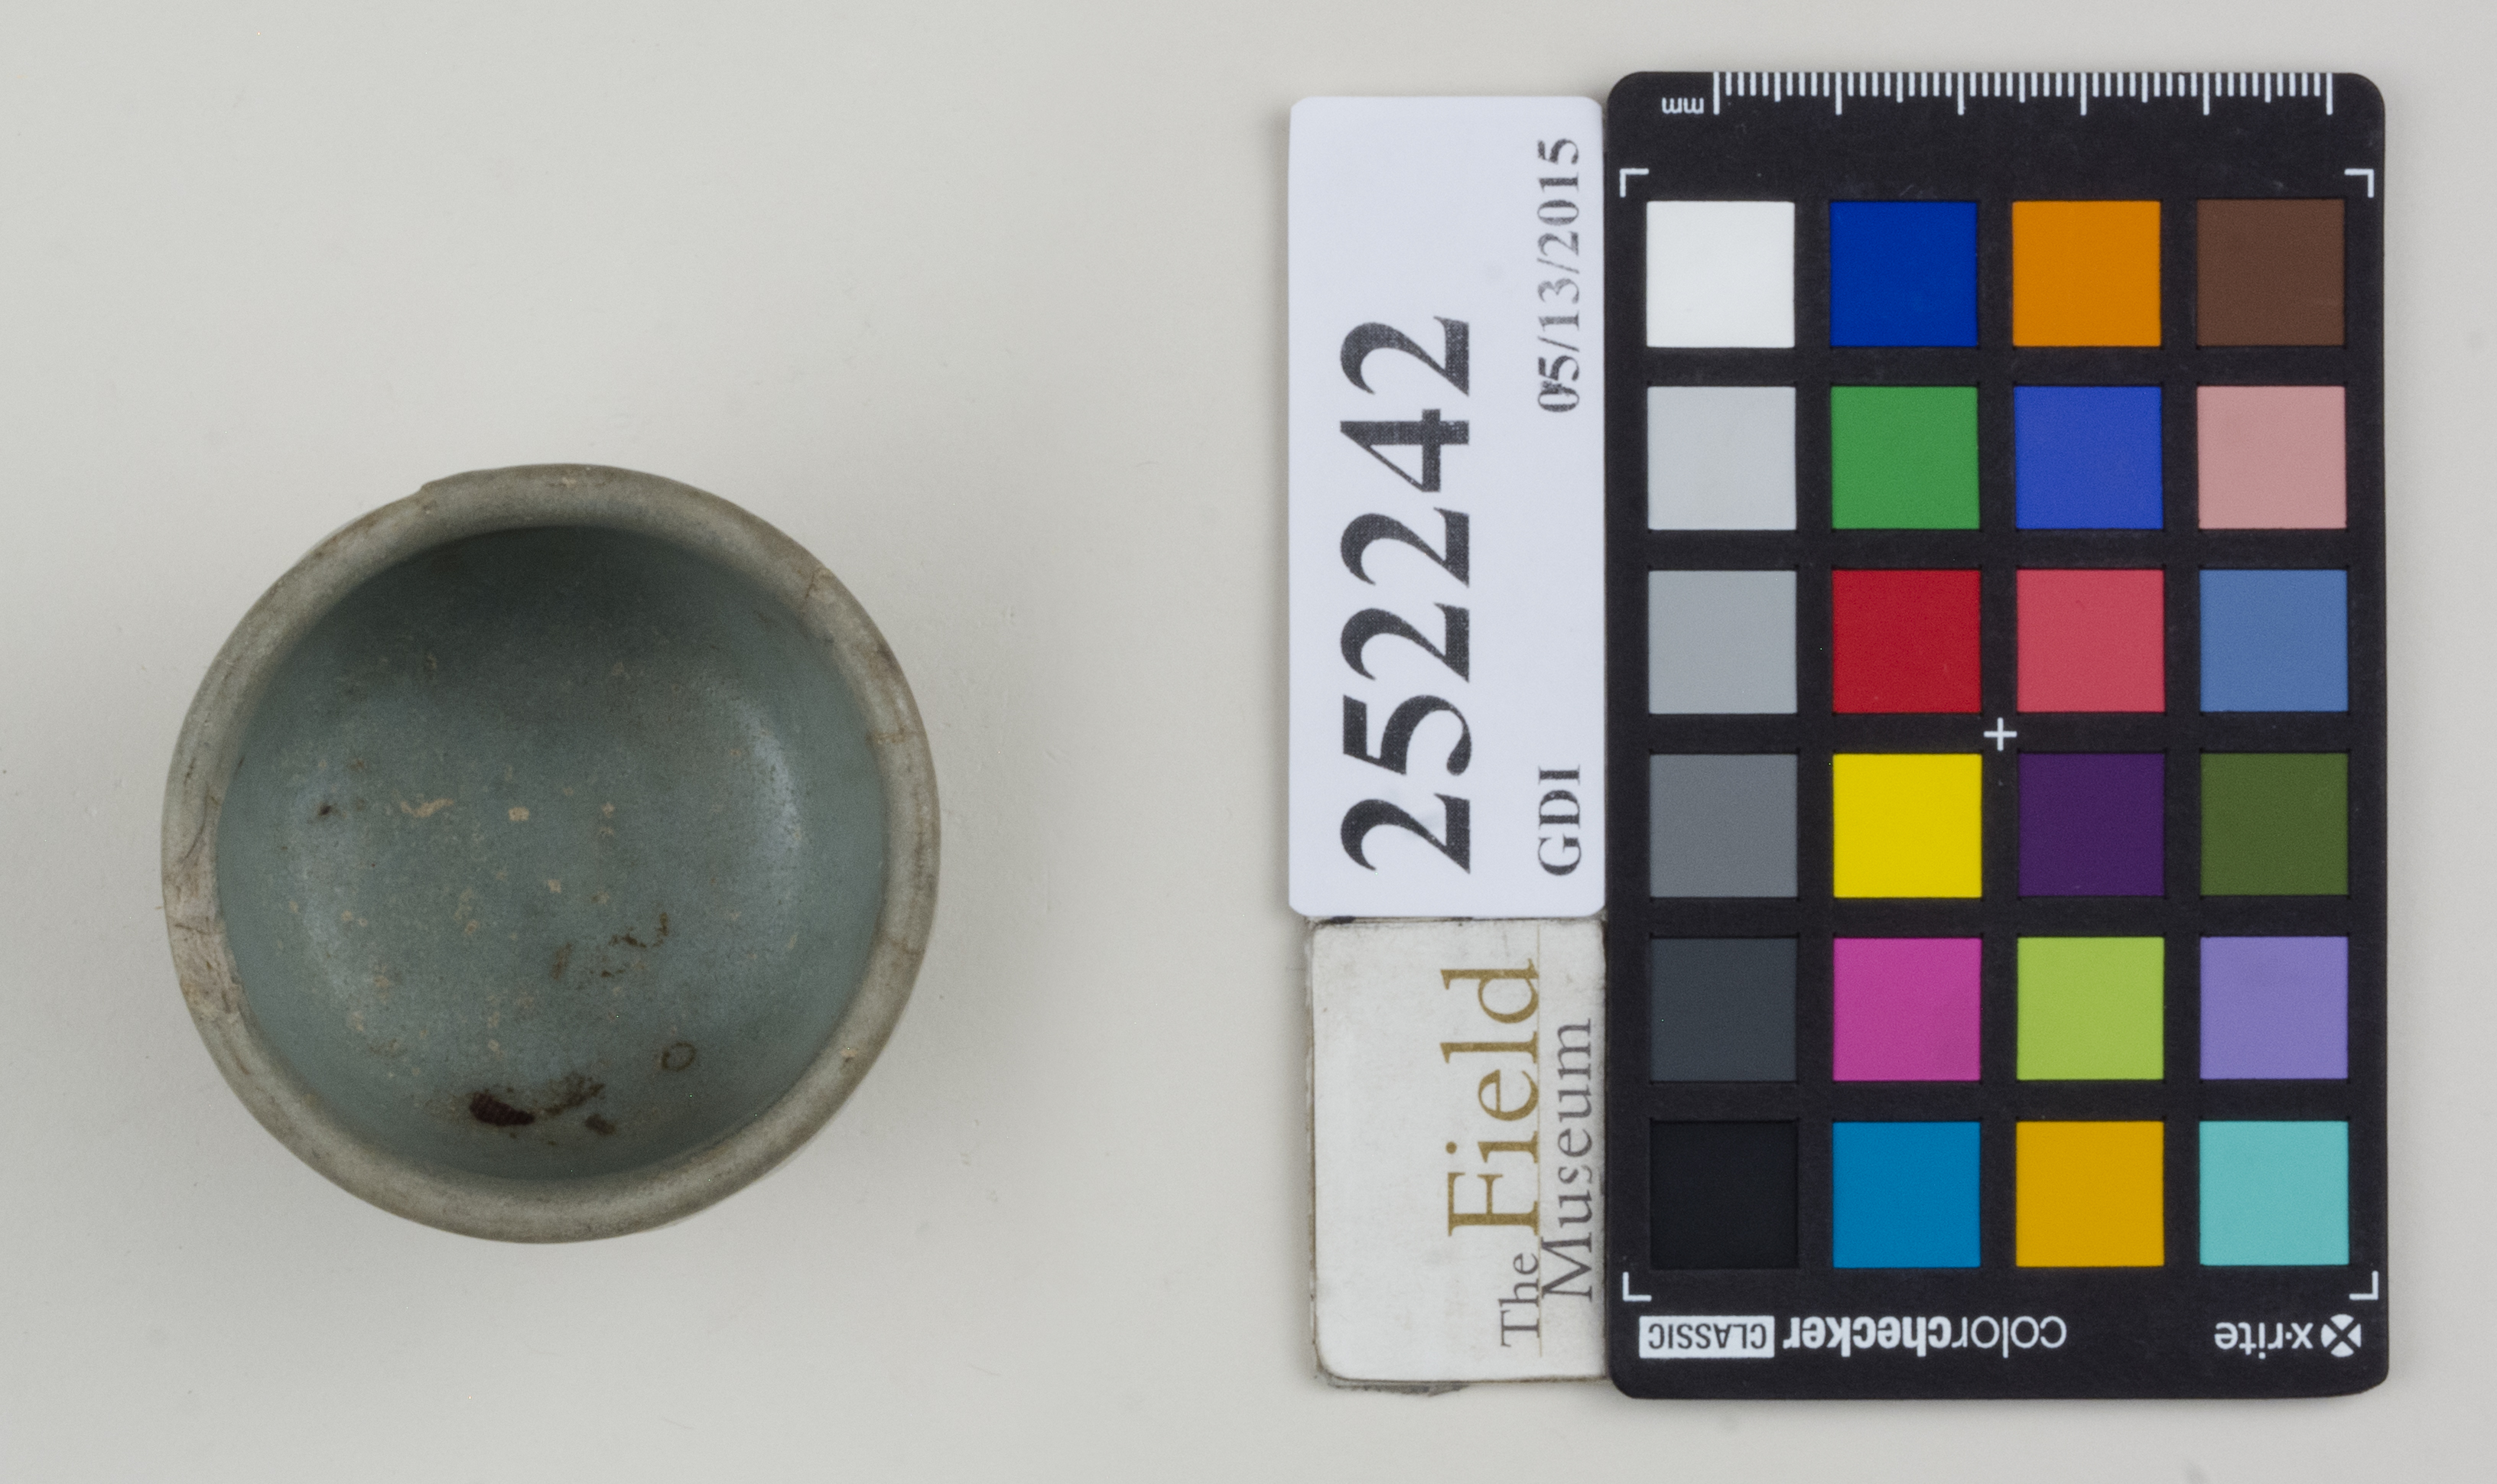 252242
GDI 05/13/2015
The Field
Museum
mm
x·rite
colorchecker CLASSIC